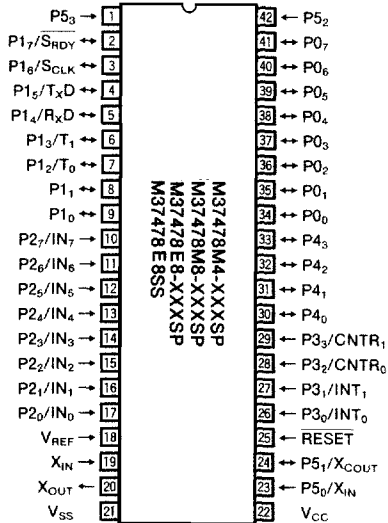 P5₃ 1
P1₇/S̅R̅D̅Y̅ ↔ 2
P1₆/SCLK ↔ 3
P1₅/TxD ↔ 4
P1₄/RxD ↔ 5
P1₃/T₁ ↔ 6
P1₂/T₀ ↔ 7
P1₁ ↔ 8
P1₀ ↔ 9
P2₇/IN₇ → 10
P2₆/IN₆ → 11
P2₅/IN₅ → 12
P2₄/IN₄ → 13
P2₃/IN₃ → 14
P2₂/IN₂ → 15
P2₁/IN₁ → 16
P2₀/IN₀ → 17
VREF → 18
XIN → 19
XOUT ← 20
VSS 21
M37478M4-XXXSP
M37478M8-XXXSP
M37478E8-XXXSP
M37478E8SS
42 ← P5₂
41 ↔ P0₇
40 ↔ P0₆
39 ↔ P0₅
38 ↔ P0₄
37 ↔ P0₃
36 ↔ P0₂
35 ↔ P0₁
34 ↔ P0₀
33 ↔ P4₃
32 ↔ P4₂
31 ↔ P4₁
30 ↔ P4₀
29 ← P3₃/CNTR₁
28 ← P3₂/CNTR₀
27 ← P3₁/INT₁
26 ← P3₀/INT₀
25 ← R̅E̅S̅E̅T̅
24 ↔ P5₁/XCOUT
23 ← P5₀/XIN
22 VCC